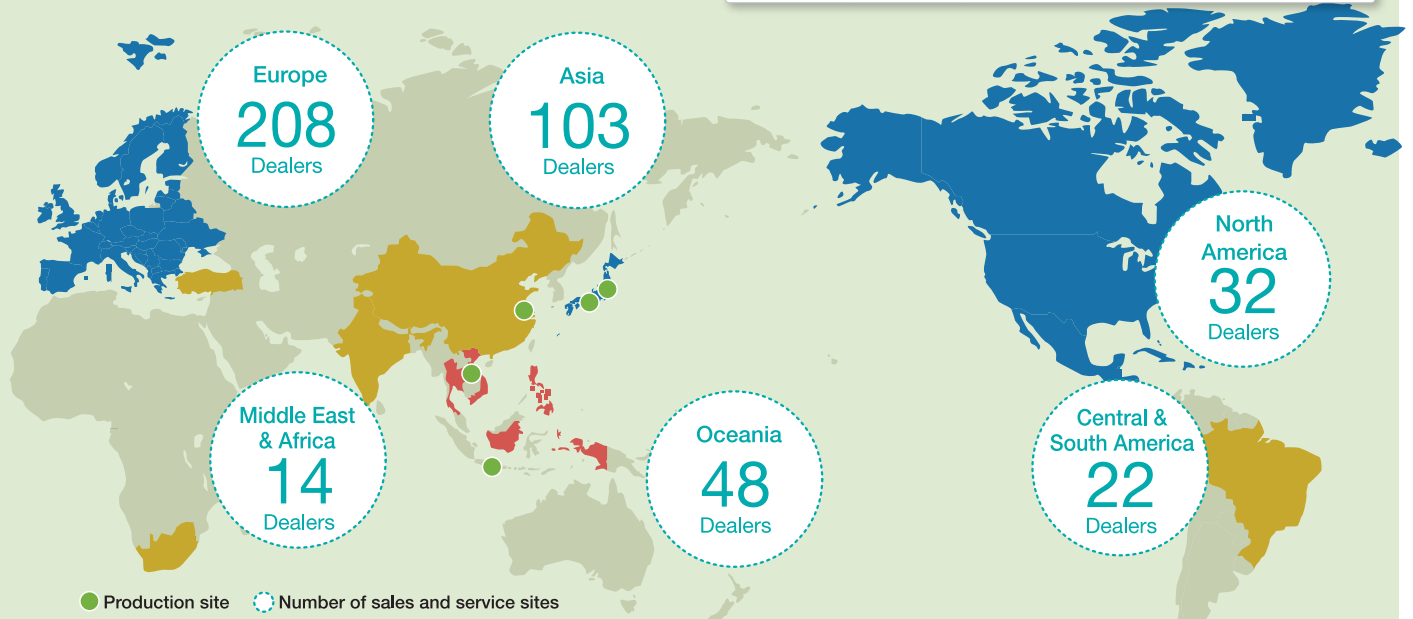 Europe
208
Dealers
Asia
103
Dealers
North
America
32
Dealers
Middle East
& Africa
14
Dealers
Oceania
48
Dealers
Central &
South America
22
Dealers
Production site
Number of sales and service sites